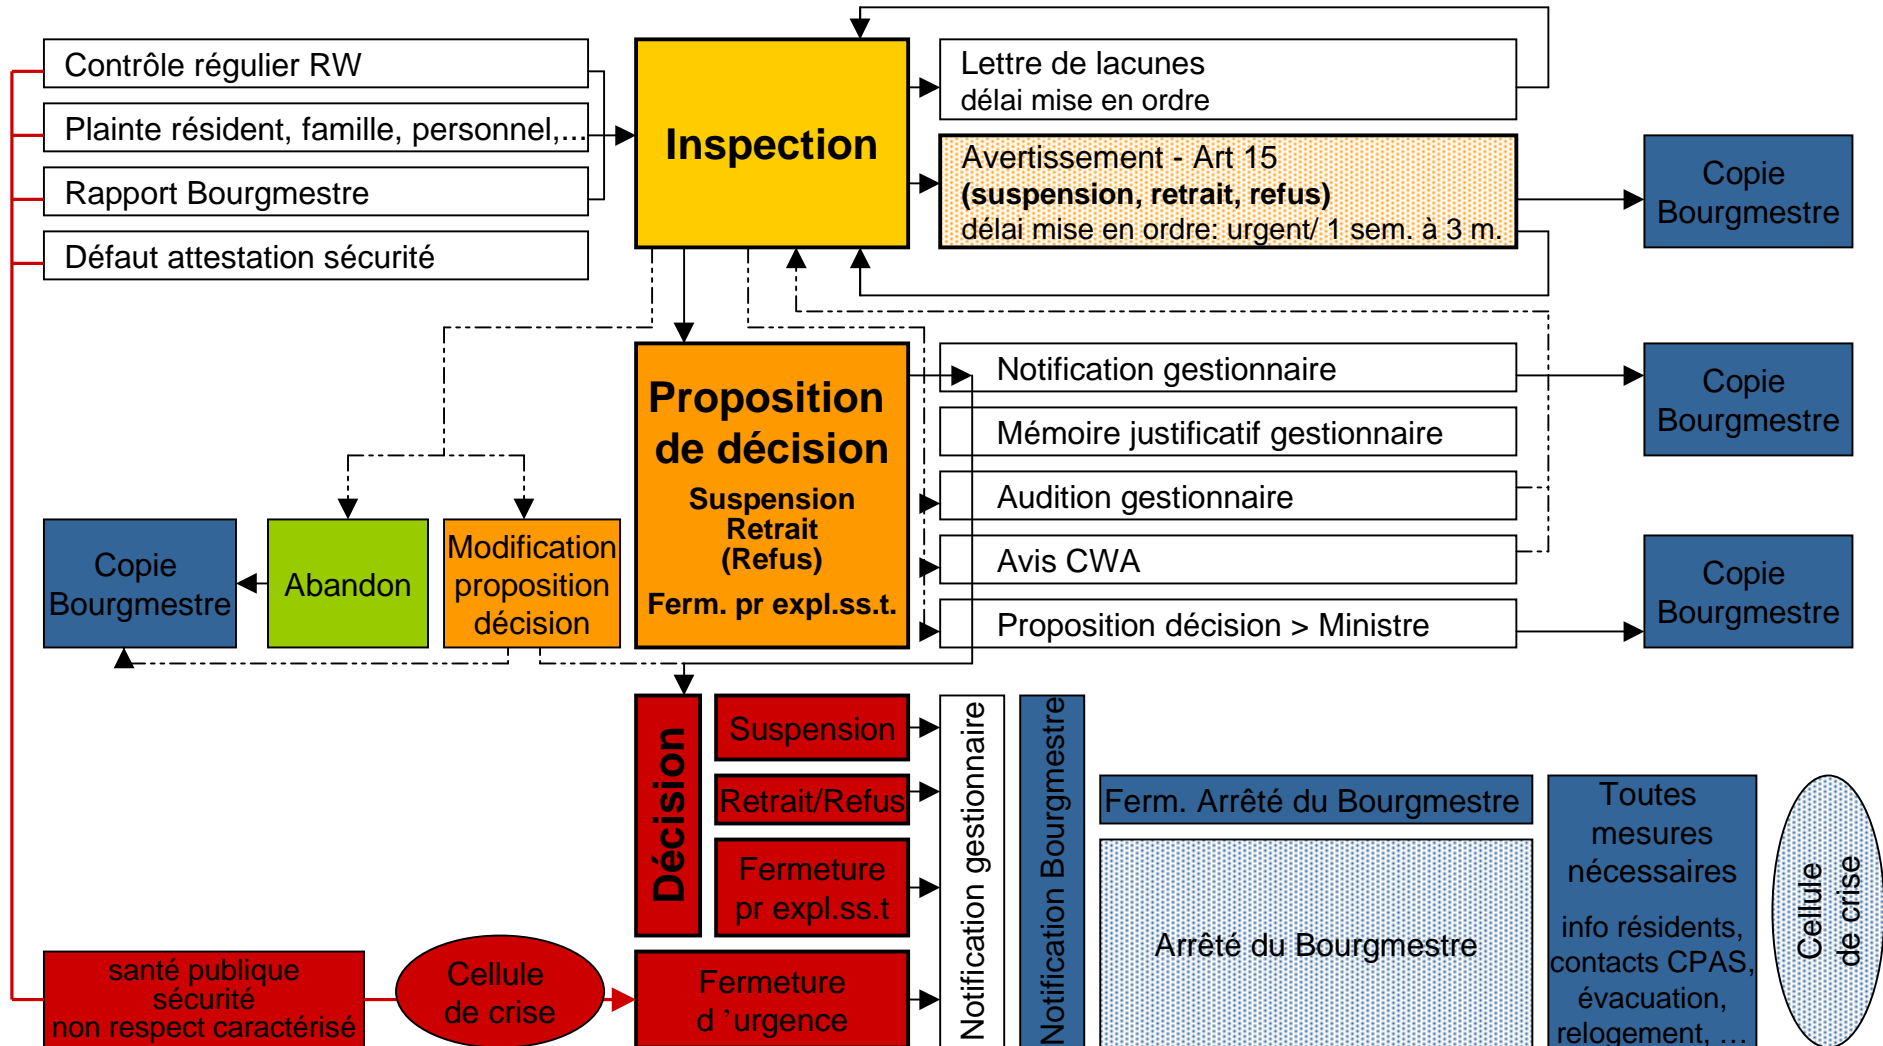 Contrôle régulier RW
Plainte résident, famille, personnel,...
Rapport Bourgmestre
Défaut attestation sécurité
Inspection
Lettre de lacunes
délai mise en ordre
Avertissement - Art 15
(suspension, retrait, refus)
délai mise en ordre: urgent/ 1 sem. à 3 m.
Copie
Bourgmestre
Proposition
de décision
Suspension
Retrait
(Refus)
Ferm. pr expl.ss.t.
Notification gestionnaire
Mémoire justificatif gestionnaire
Audition gestionnaire
Avis CWA
Proposition décision > Ministre
Copie
Bourgmestre
Copie
Bourgmestre
Copie
Bourgmestre
Abandon
Modification
proposition
décision
Décision
Suspension
Retrait/Refus
Fermeture
pr expl.ss.t
Notification gestionnaire
Notification Bourgmestre
Ferm. Arrêté du Bourgmestre
Arrêté du Bourgmestre
Toutes
mesures
nécessaires
info résidents,
contacts CPAS,
évacuation,
relogement, ...
Cellule
de crise
santé publique
sécurité
non respect caractérisé
Cellule
de crise
Fermeture
d ’urgence